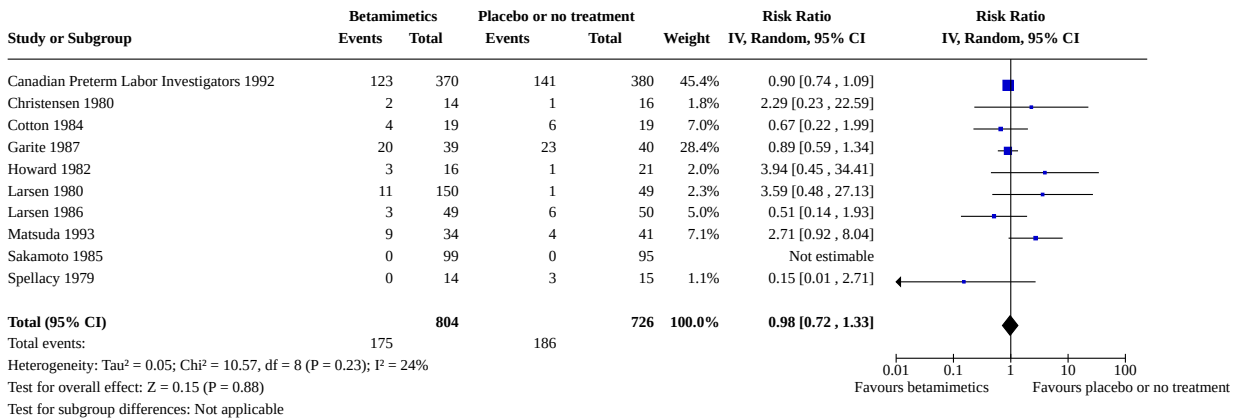 Betamimetics Placebo or no treatment Risk Ratio Risk Ratio
Study or Subgroup Events Total Events Total Weight IV, Random, 95% CI IV, Random, 95% CI
Canadian Preterm Labor Investigators 1992 123 370 141 380 45.4% 0.90 [0.74 , 1.09]
Christensen 1980 2 14 1 16 1.8% 2.29 [0.23 , 22.59]
Cotton 1984 4 19 6 19 7.0% 0.67 [0.22 , 1.99]
Garite 1987 20 39 23 40 28.4% 0.89 [0.59 , 1.34]
Howard 1982 3 16 1 21 2.0% 3.94 [0.45 , 34.41]
Larsen 1980 11 150 1 49 2.3% 3.59 [0.48 , 27.13]
Larsen 1986 3 49 6 50 5.0% 0.51 [0.14 , 1.93]
Matsuda 1993 9 34 4 41 7.1% 2.71 [0.92 , 8.04]
Sakamoto 1985 0 99 0 95 Not estimable
Spellacy 1979 0 14 3 15 1.1% 0.15 [0.01 , 2.71]
Total (95% CI) 804 726 100.0% 0.98 [0.72 , 1.33]
Total events: 175 186
Heterogeneity: Tau² = 0.05; Chi² = 10.57, df = 8 (P = 0.23); I² = 24%
0.01 0.1 1 10 100
Test for overall effect: Z = 0.15 (P = 0.88) Favours betamimetics Favours placebo or no treatment
Test for subgroup differences: Not applicable